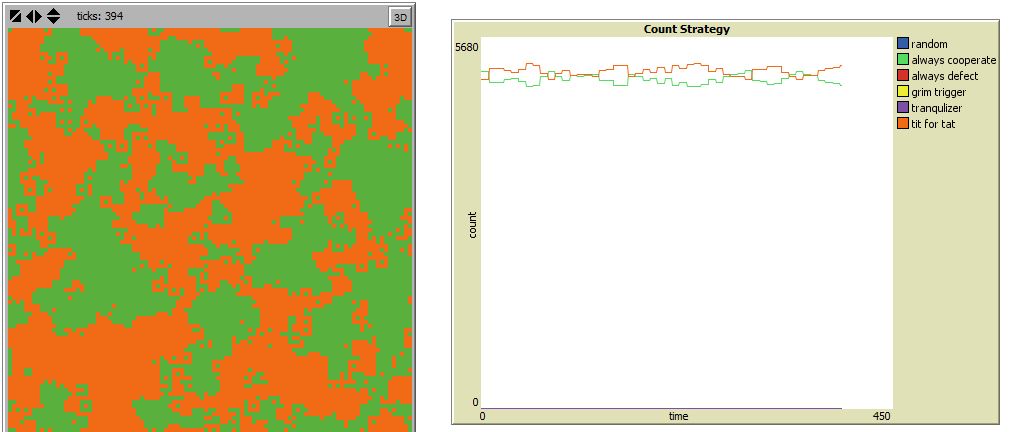 ticks: 394
3D
Count Strategy
5680
count
0
0
time
450
random
always cooperate
always defect
grim trigger
tranqulizer
tit for tat